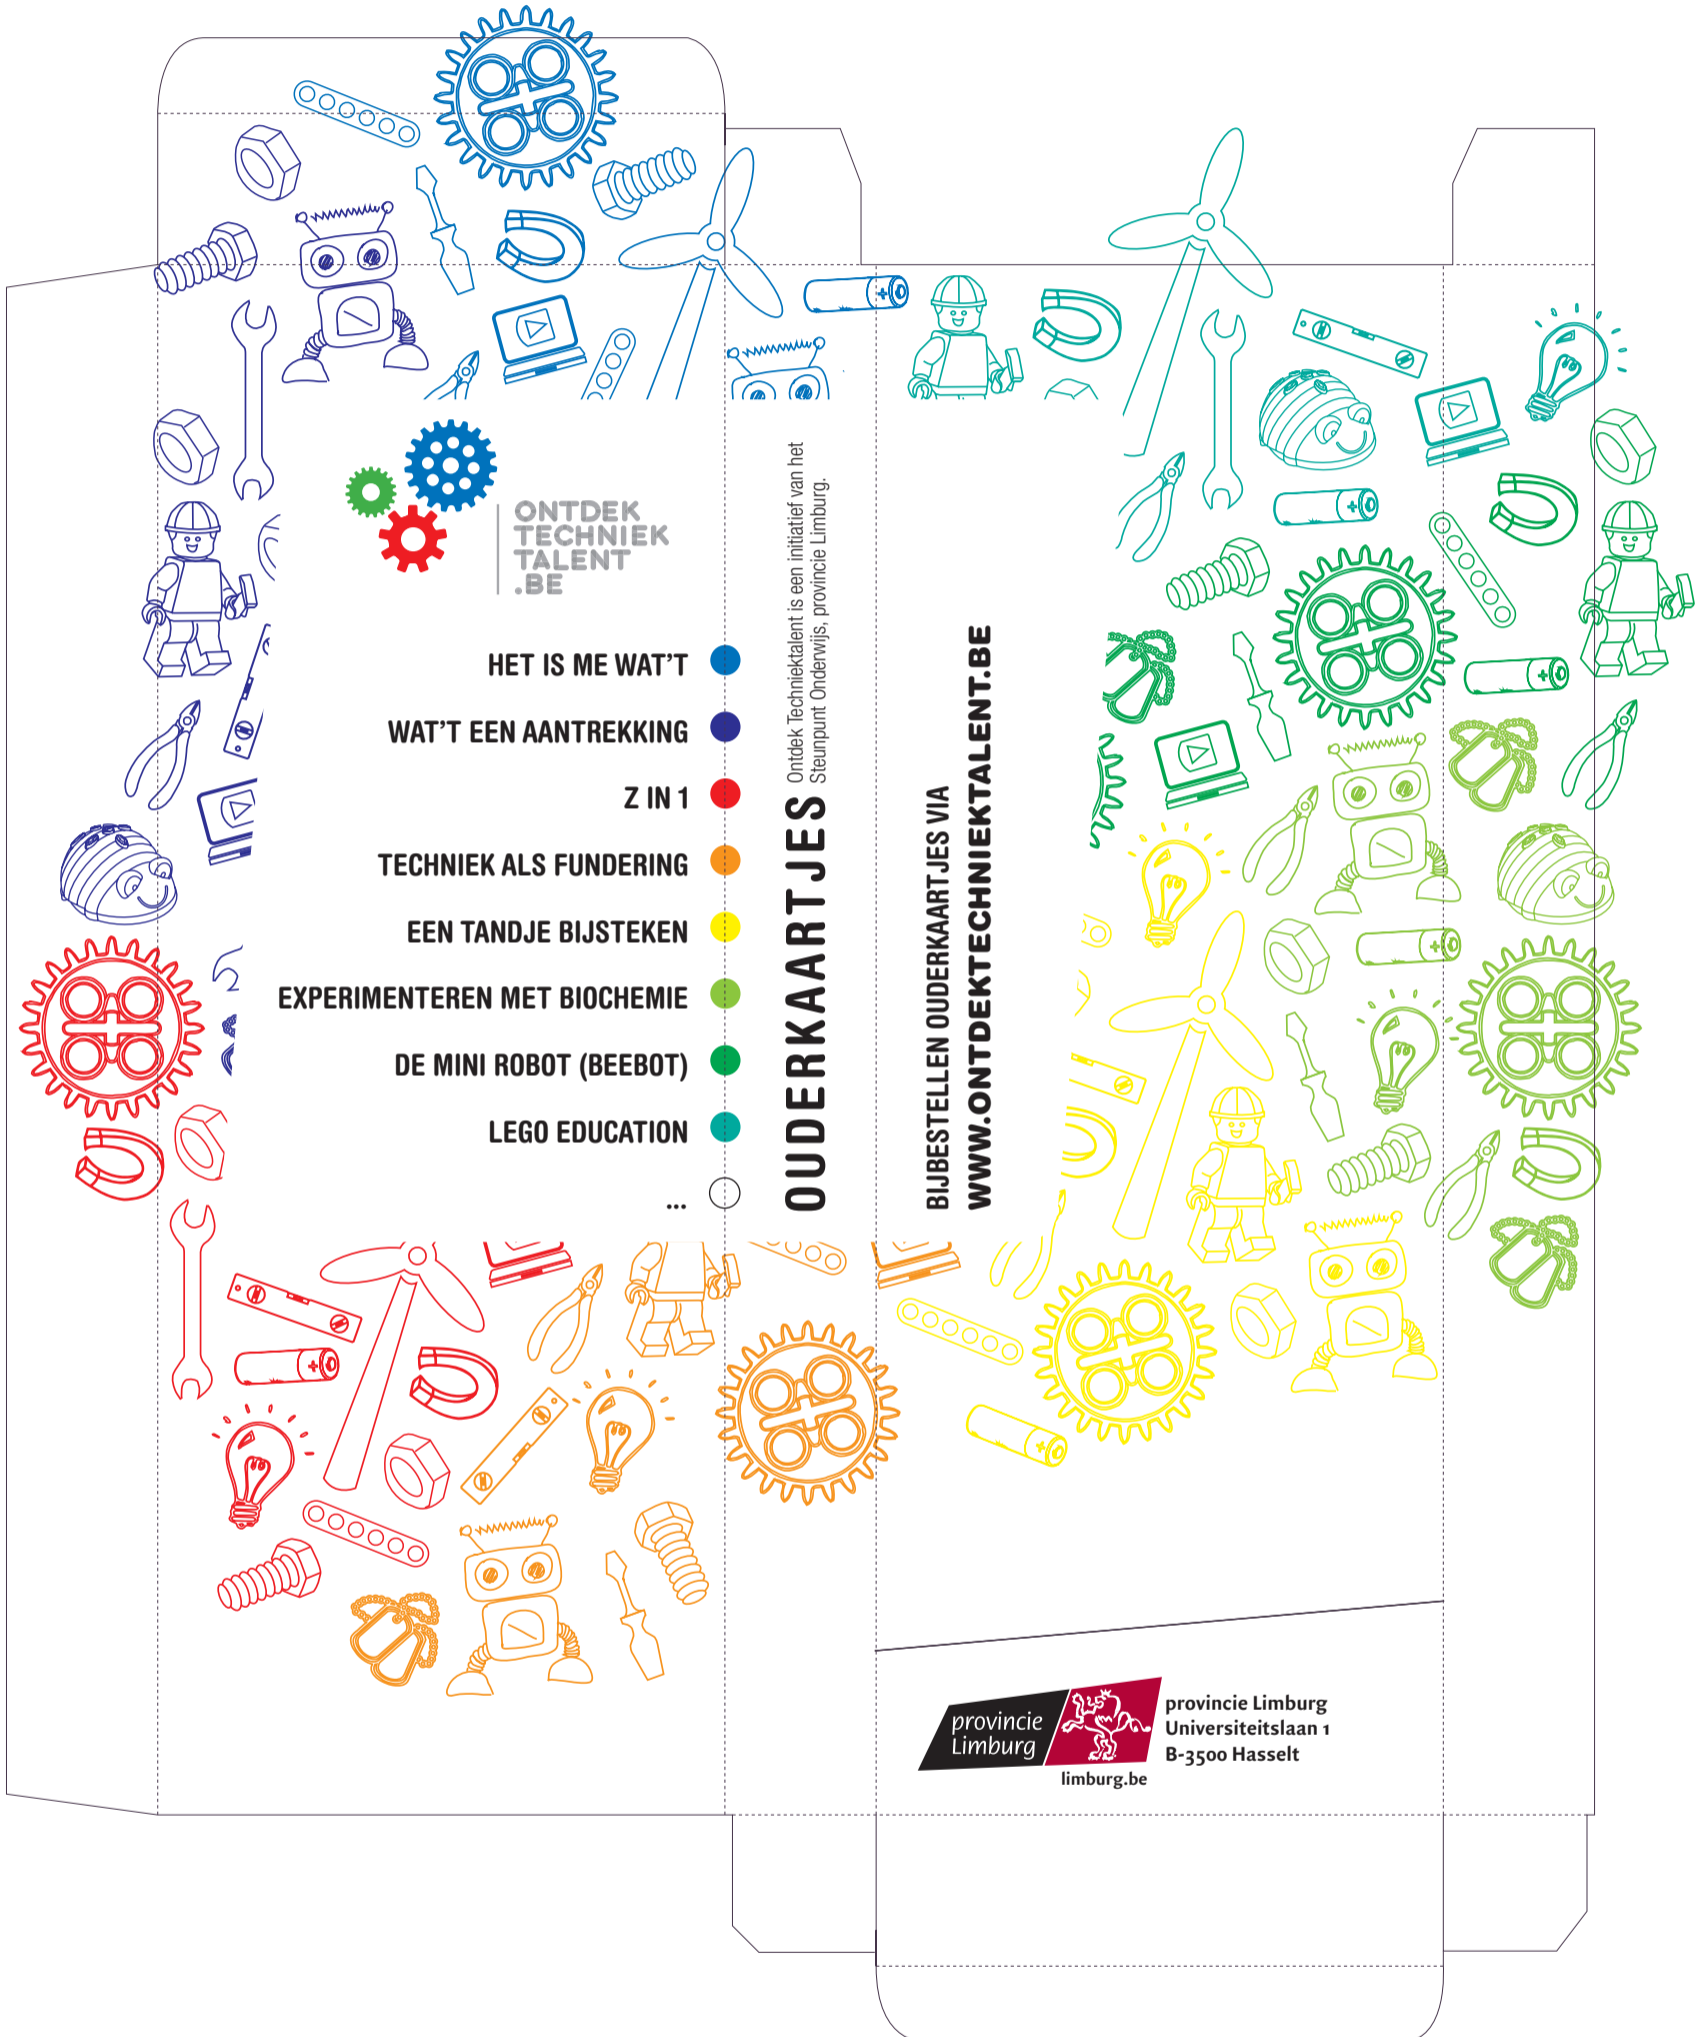 ONTDEK
TECHNIEK
TALENT
.BE
HET IS ME WAT'T
WAT'T EEN AANTREKKING
Z IN 1
TECHNIEK ALS FUNDERING
EEN TANDJE BIJSTEKEN
EXPERIMENTEREN MET BIOCHEMIE
DE MINI ROBOT (BEEBOT)
LEGO EDUCATION
...
OUDERKAARTJES
Ontdek Techniektalent is een initiatief van het
Steunpunt Onderwijs, provincie Limburg.
BIJBESTELLEN OUDERKAARTJES VIA
WWW.ONTDEKTECHNIEKTALENT.BE
provincie
Limburg
limburg.be
provincie Limburg
Universiteitslaan 1
B-3500 Hasselt